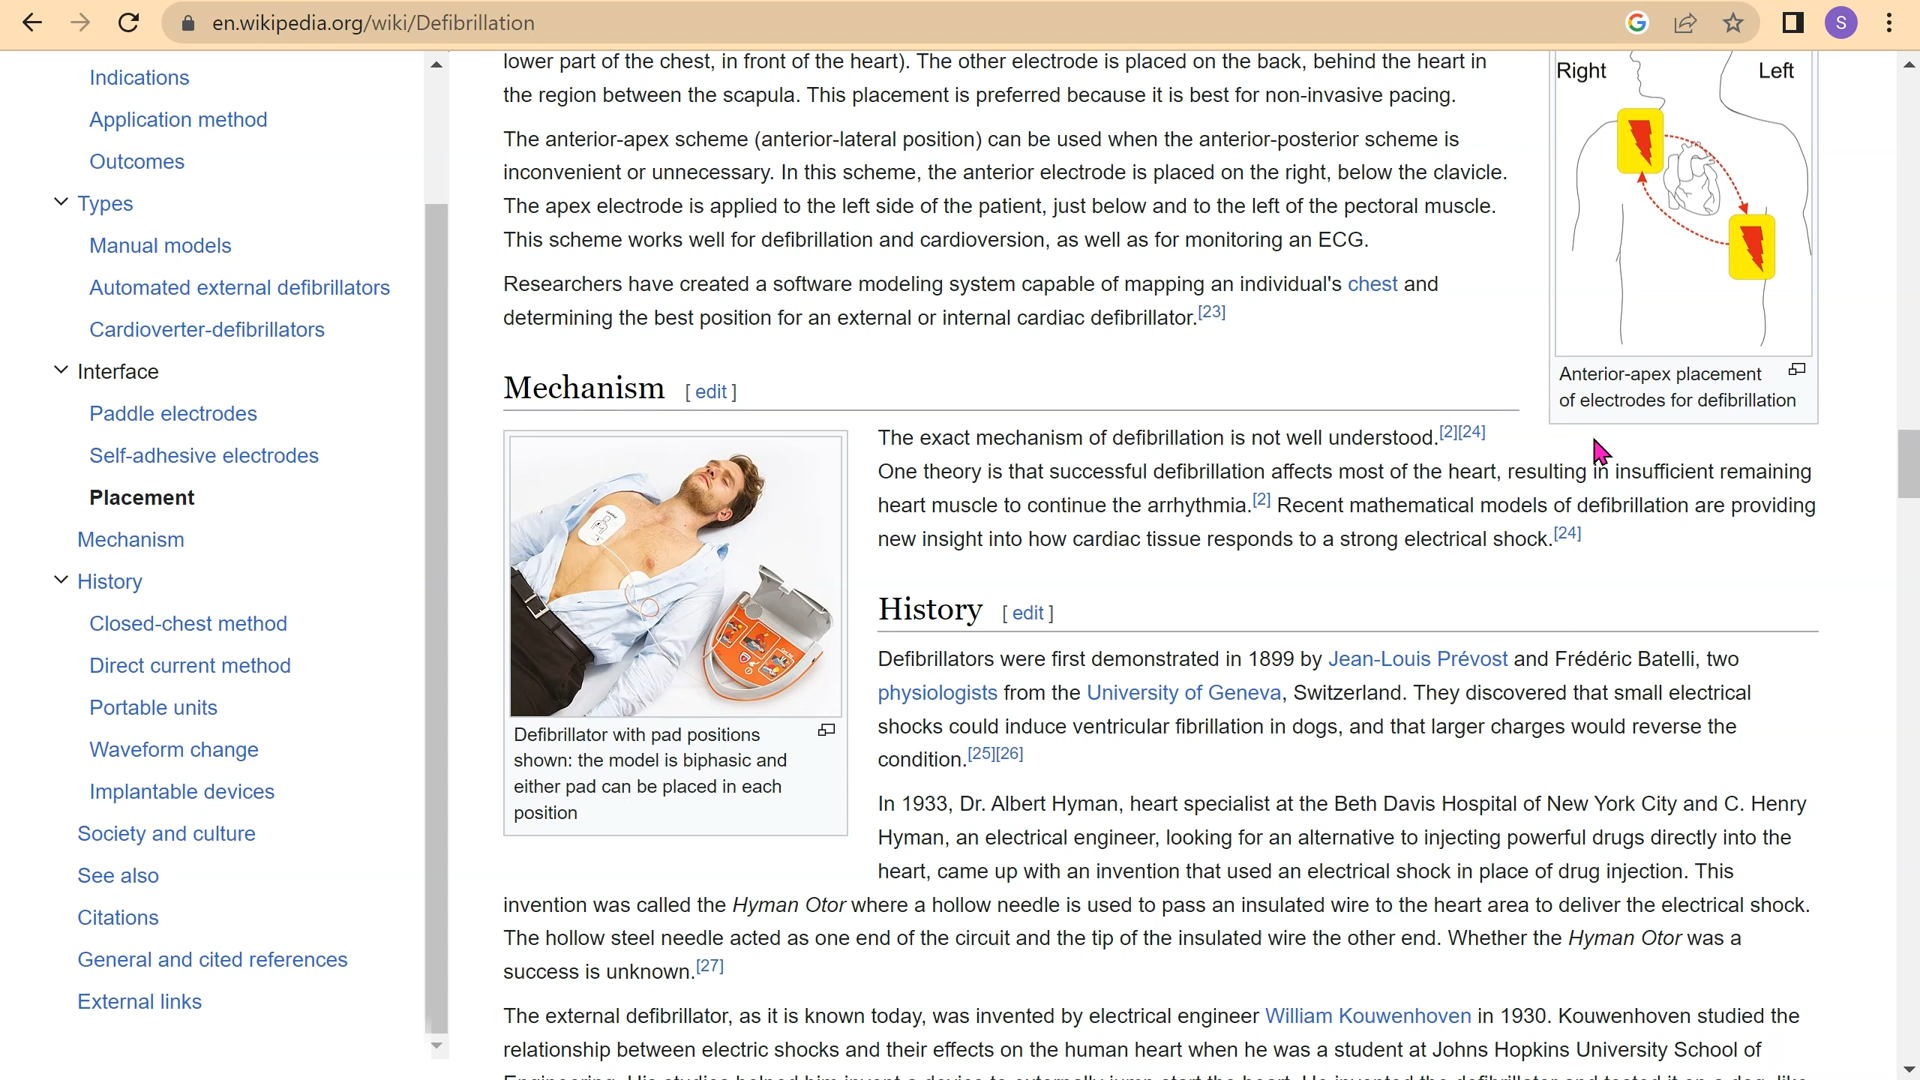 en.wikipedia.org/wiki/Defibrillation
S
Indications
Application method
Outcomes
Types
Manual models
Automated external defibrillators
Cardioverter-defibrillators
Interface
Paddle electrodes
Self-adhesive electrodes
Placement
Mechanism
History
Closed-chest method
Direct current method
Portable units
Waveform change
Implantable devices
Society and culture
See also
Citations
General and cited references
External links
lower part of the chest, in front of the heart). The other electrode is placed on the back, behind the heart in
the region between the scapula. This placement is preferred because it is best for non-invasive pacing.
The anterior-apex scheme (anterior-lateral position) can be used when the anterior-posterior scheme is
inconvenient or unnecessary. In this scheme, the anterior electrode is placed on the right, below the clavicle.
The apex electrode is applied to the left side of the patient, just below and to the left of the pectoral muscle.
This scheme works well for defibrillation and cardioversion, as well as for monitoring an ECG.
Researchers have created a software modeling system capable of mapping an individual's chest and
determining the best position for an external or internal cardiac defibrillator.[23]
Right Left
Anterior-apex placement
of electrodes for defibrillation
Mechanism [ edit ]
Defibrillator with pad positions
shown: the model is biphasic and
either pad can be placed in each
position
The exact mechanism of defibrillation is not well understood.[2][24]
One theory is that successful defibrillation affects most of the heart, resulting in insufficient remaining
heart muscle to continue the arrhythmia.[2] Recent mathematical models of defibrillation are providing
new insight into how cardiac tissue responds to a strong electrical shock.[24]
History [ edit ]
Defibrillators were first demonstrated in 1899 by Jean-Louis Prévost and Frédéric Batelli, two
physiologists from the University of Geneva, Switzerland. They discovered that small electrical
shocks could induce ventricular fibrillation in dogs, and that larger charges would reverse the
condition.[25][26]
In 1933, Dr. Albert Hyman, heart specialist at the Beth Davis Hospital of New York City and C. Henry
Hyman, an electrical engineer, looking for an alternative to injecting powerful drugs directly into the
heart, came up with an invention that used an electrical shock in place of drug injection. This
invention was called the Hyman Otor where a hollow needle is used to pass an insulated wire to the heart area to deliver the electrical shock.
The hollow steel needle acted as one end of the circuit and the tip of the insulated wire the other end. Whether the Hyman Otor was a
success is unknown.[27]
The external defibrillator, as it is known today, was invented by electrical engineer William Kouwenhoven in 1930. Kouwenhoven studied the
relationship between electric shocks and their effects on the human heart when he was a student at Johns Hopkins University School of